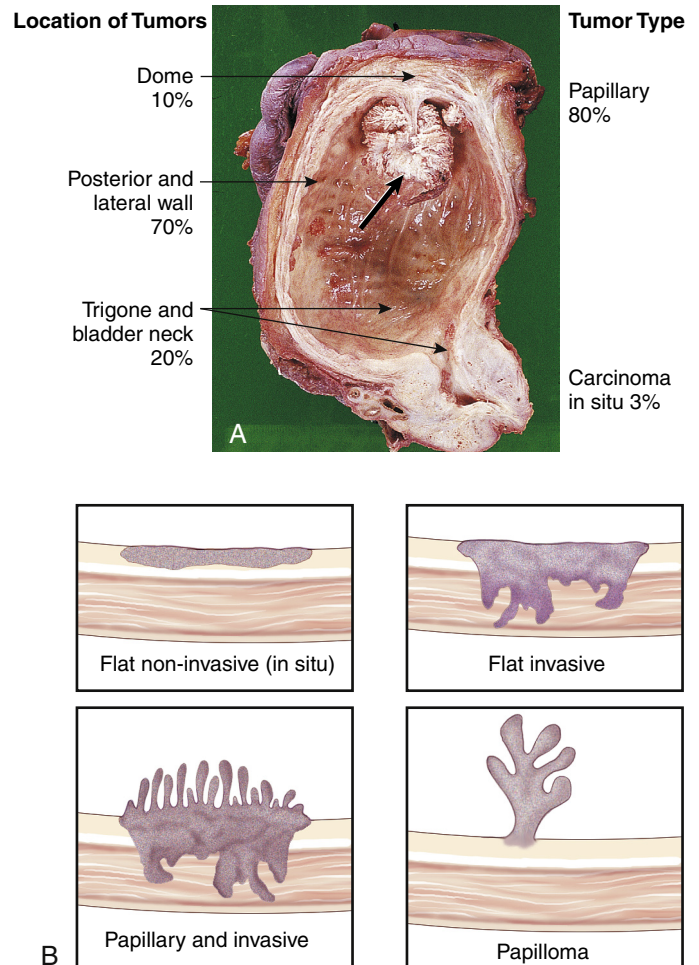 Location of Tumors
Tumor Type
Dome
10%
Papillary
80%
Posterior and
lateral wall
70%
Trigone and
bladder neck
20%
Carcinoma
in situ 3%
A
Flat non-invasive (in situ)
Flat invasive
Papillary and invasive
Papilloma
B